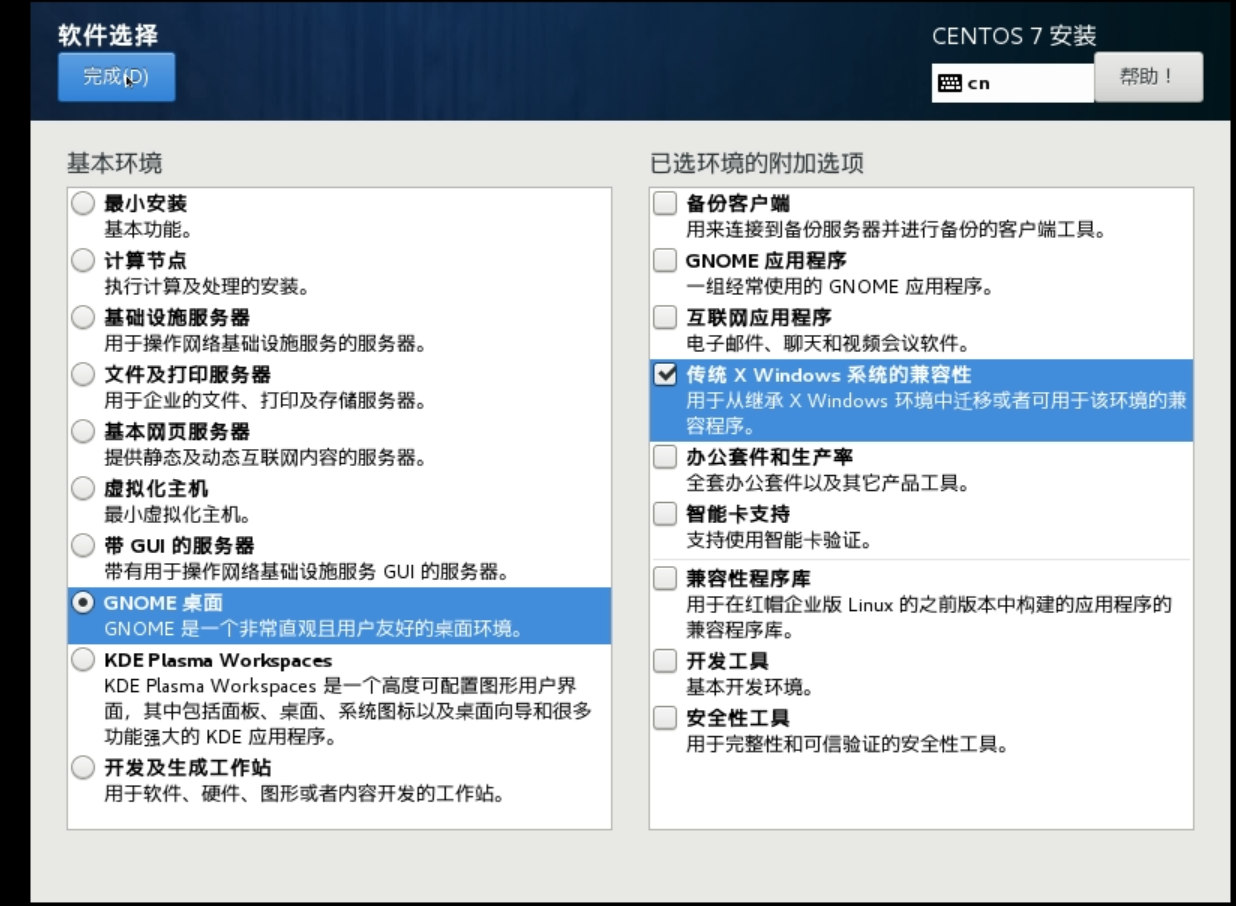 软件选择
CENTOS 7 安装
完成(D)
cn
帮助！
基本环境
最小安装
基本功能。
计算节点
执行计算及处理的安装。
基础设施服务器
用于操作网络基础设施服务的服务器。
文件及打印服务器
用于企业的文件、打印及存储服务器。
基本网页服务器
提供静态及动态互联网内容的服务器。
虚拟化主机
最小虚拟化主机。
带 GUI 的服务器
带有用于操作网络基础设施服务 GUI 的服务器。
GNOME 桌面
GNOME 是一个非常直观且用户友好的桌面环境。
KDE Plasma Workspaces
KDE Plasma Workspaces 是一个高度可配置图形用户界
面，其中包括面板、桌面、系统图标以及桌面向导和很多
功能强大的 KDE 应用程序。
开发及生成工作站
用于软件、硬件、图形或者内容开发的工作站。
已选环境的附加选项
备份客户端
用来连接到备份服务器并进行备份的客户端工具。
GNOME 应用程序
一组经常使用的 GNOME 应用程序。
互联网应用程序
电子邮件、聊天和视频会议软件。
传统 X Windows 系统的兼容性
用于从继承 X Windows 环境中迁移或者可用于该环境的兼
容程序。
办公套件和生产率
全套办公套件以及其它产品工具。
智能卡支持
支持使用智能卡验证。
兼容性程序库
用于在红帽企业版 Linux 的之前版本中构建的应用程序的
兼容程序库。
开发工具
基本开发环境。
安全性工具
用于完整性和可信验证的安全性工具。